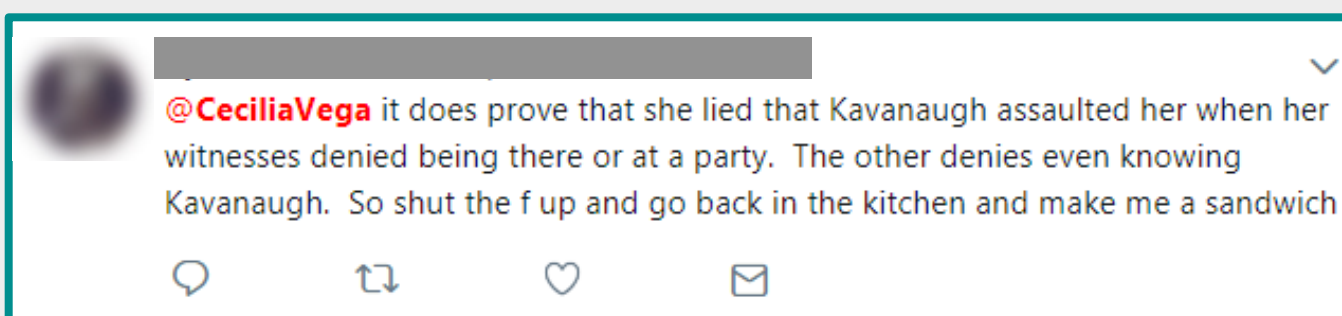 @CeciliaVega it does prove that she lied that Kavanaugh assaulted her when her
witnesses denied being there or at a party.  The other denies even knowing
Kavanaugh.  So shut the f up and go back in the kitchen and make me a sandwich